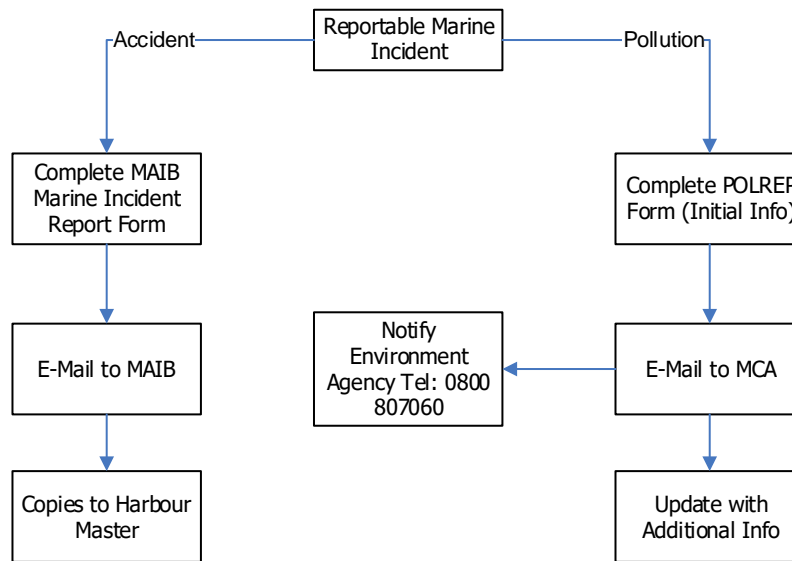 Reportable Marine
Incident
Accident
Pollution
Complete MAIB
Marine Incident
Report Form
Complete POLREP
Form (Initial Info)
E-Mail to MAIB
Notify
Environment
Agency Tel: 0800
807060
E-Mail to MCA
Copies to Harbour
Master
Update with
Additional Info